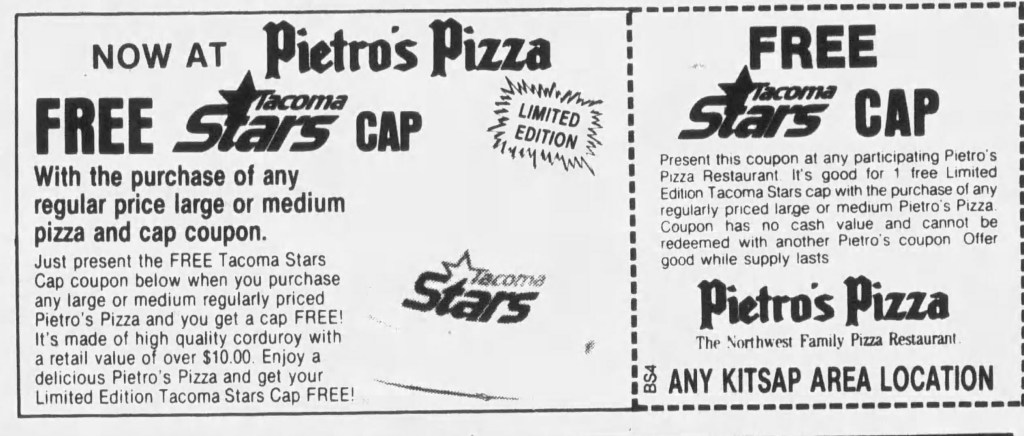 NOW AT Pietro's Pizza
FREE Tacoma Stars CAP
LIMITED
EDITION
With the purchase of any
regular price large or medium
pizza and cap coupon.
Just present the FREE Tacoma Stars
Cap coupon below when you purchase
any large or medium regularly priced
Pietro's Pizza and you get a cap FREE!
It's made of high quality corduroy with
a retail value of over $10.00. Enjoy a
delicious Pietro's Pizza and get your
Limited Edition Tacoma Stars Cap FREE!
Tacoma
Stars
FREE
Tacoma Stars CAP
Present this coupon at any participating Pietro's
Pizza Restaurant. It's good for 1 free Limited
Edition Tacoma Stars cap with the purchase of any
regularly priced large or medium Pietro's Pizza.
Coupon has no cash value and cannot be
redeemed with another Pietro's coupon. Offer
good while supply lasts
Pietro's Pizza
The Northwest Family Pizza Restaurant.
BS4
ANY KITSAP AREA LOCATION